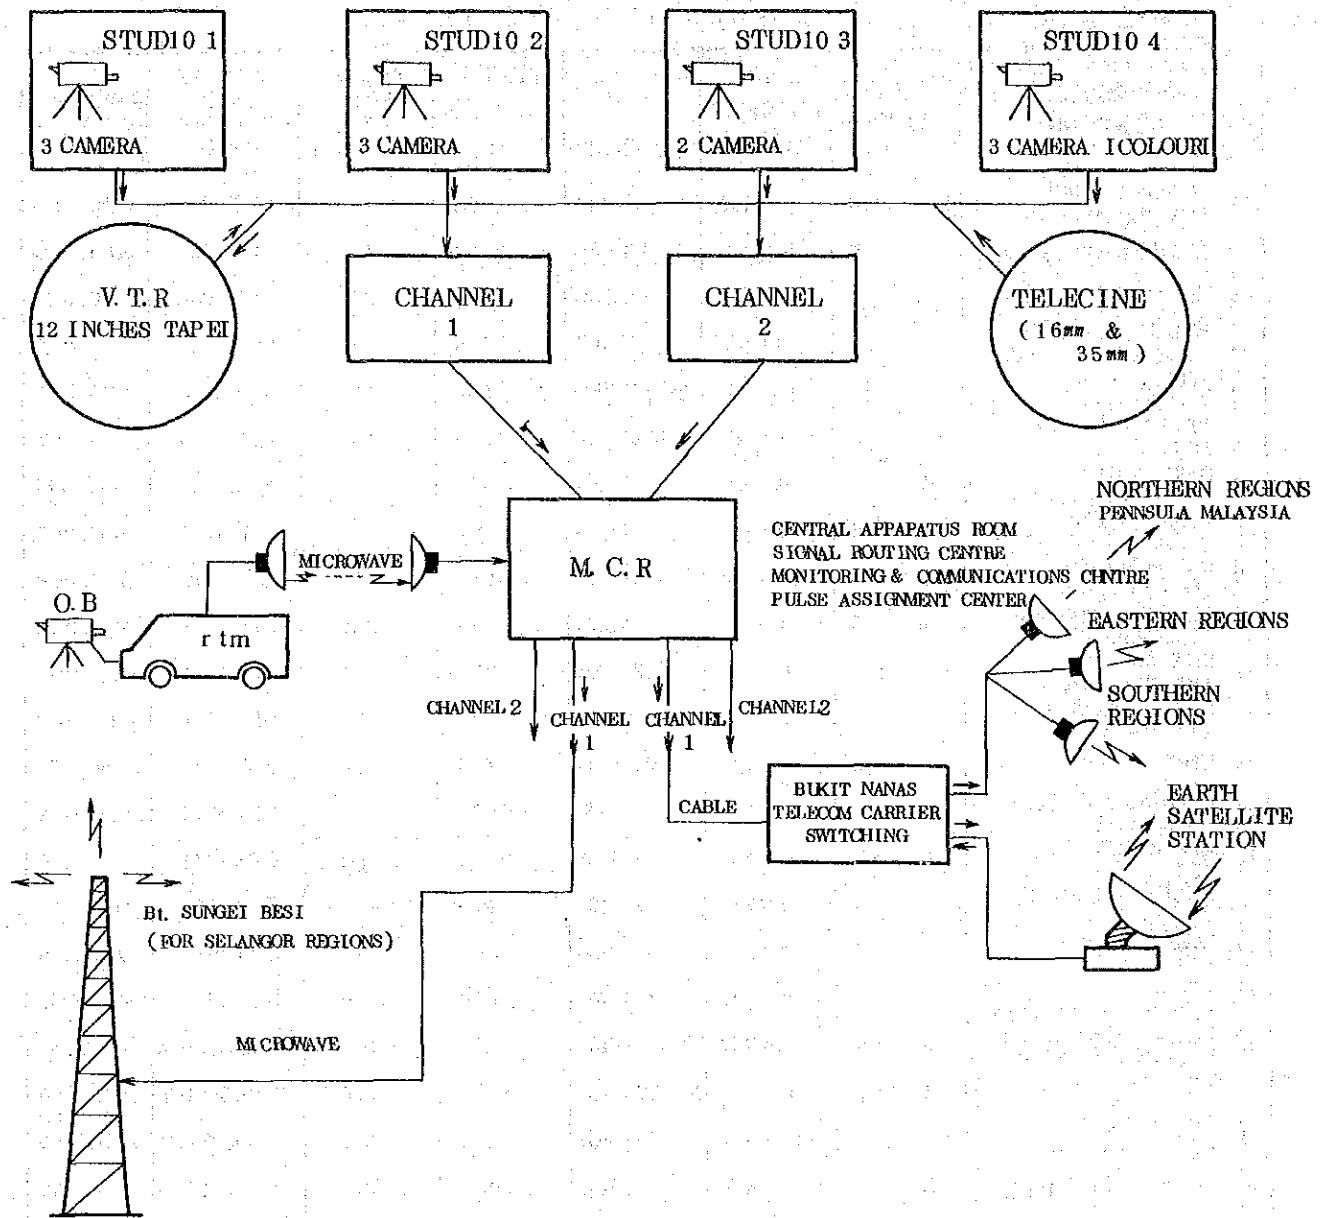 STUD10 1
STUD10 2
STUD10 3
STUD10 4
3 CAMERA
3 CAMERA
2 CAMERA
3 CAMERA ICOLOURI
V. T. R
12 INCHES TAPEI
CHANNEL
1
CHANNEL
2
TELECINE
( 16mm &
35mm )
NORTHERN REGIONS
PENNSULA MALAYSIA
CENTRAL APPAPATUS ROOM
SIONAL ROUTING CENTRE
MONITORING & COMMUNICATIONS CHNTRE
PULSE ASSIGNMENT CENTER
MICROWAVE
M. C. R
O. B
rtm
EASTERN REGIONS
SOUTHERN
REGIONS
CHANNEL 2
CHANNEL
1
CHANNEL
1
CHANNEL2
BUKIT NANAS
TELECOM CARRIER
SWITCHING
CABLE
EARTH
SATELLITE
STATION
Bt. SUNGEI BESI
(FOR SELANGOR REGIONS)
MICROWAVE